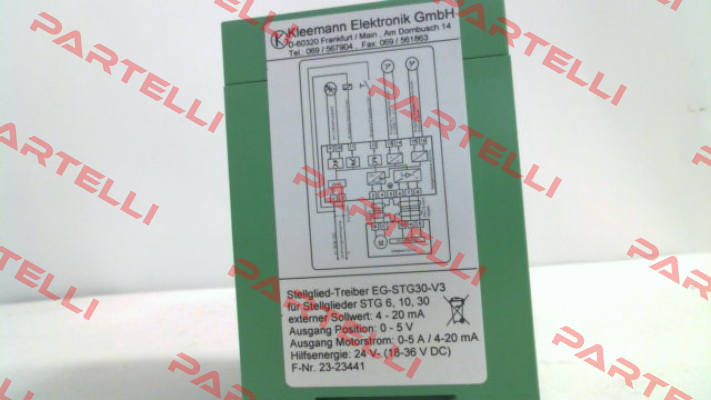 Kleemann Elektronik GmbH
D-60320 Frankfurt / Main , Am Dornbusch 14
Tel.: 069 / 567904 , Fax: 069 / 561863
Stellglied-Treiber EG-STG30-V3
für Stellglieder STG 6, 10, 30
externer Sollwert: 4 - 20 mA
Ausgang Position: 0 - 5 V
Ausgang Motorstrom: 0-5 A / 4-20 mA
Hilfsenergie: 24 V- (18-36 V DC)
F-Nr. 23-23441
PARTELLI
PARTELLI
PARTELLI
PARTELLI
PARTELLI
PARTELLI
PARTELLI
PARTELLI
PARTELLI